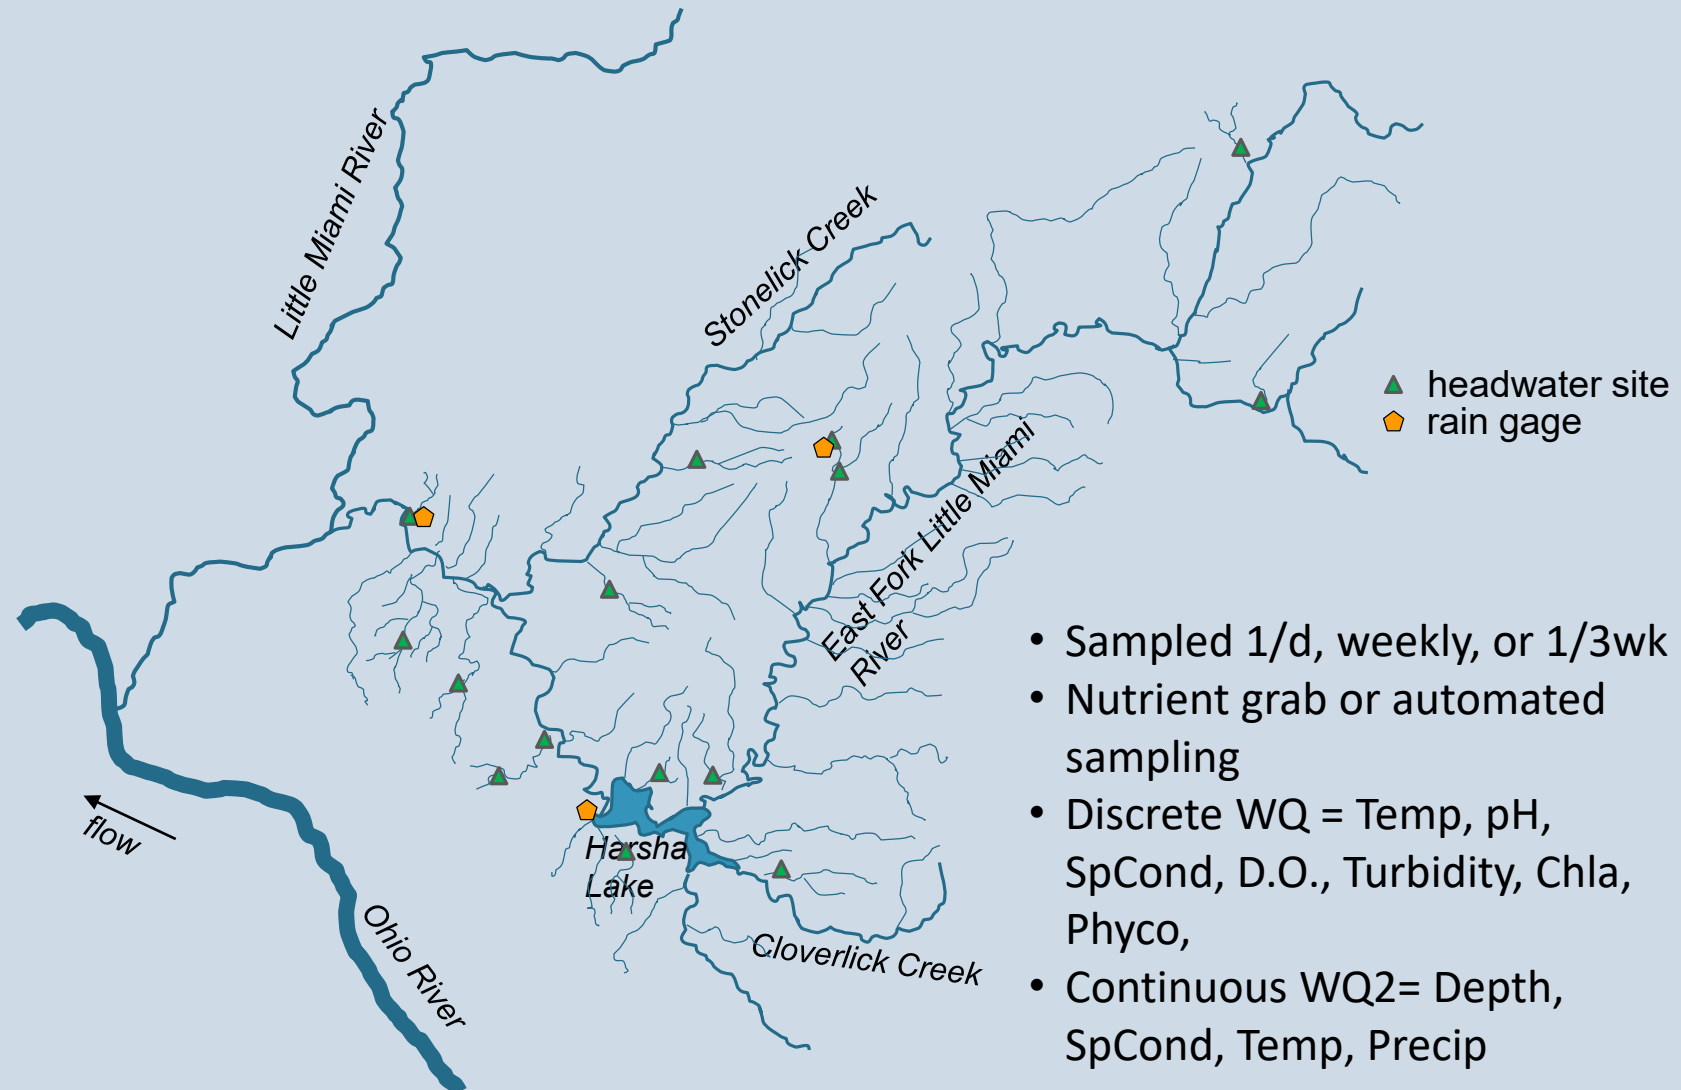 Little Miami River
Stonelick Creek
headwater site
rain gage
East Fork Little Miami
River
• Sampled 1/d, weekly, or 1/3wk
• Nutrient grab or automated
sampling
• Discrete WQ = Temp, pH,
SpCond, D.O., Turbidity, Chla,
Phyco,
• Continuous WQ2= Depth,
SpCond, Temp, Precip
flow
Harsha
Lake
Ohio River
Cloverlick Creek